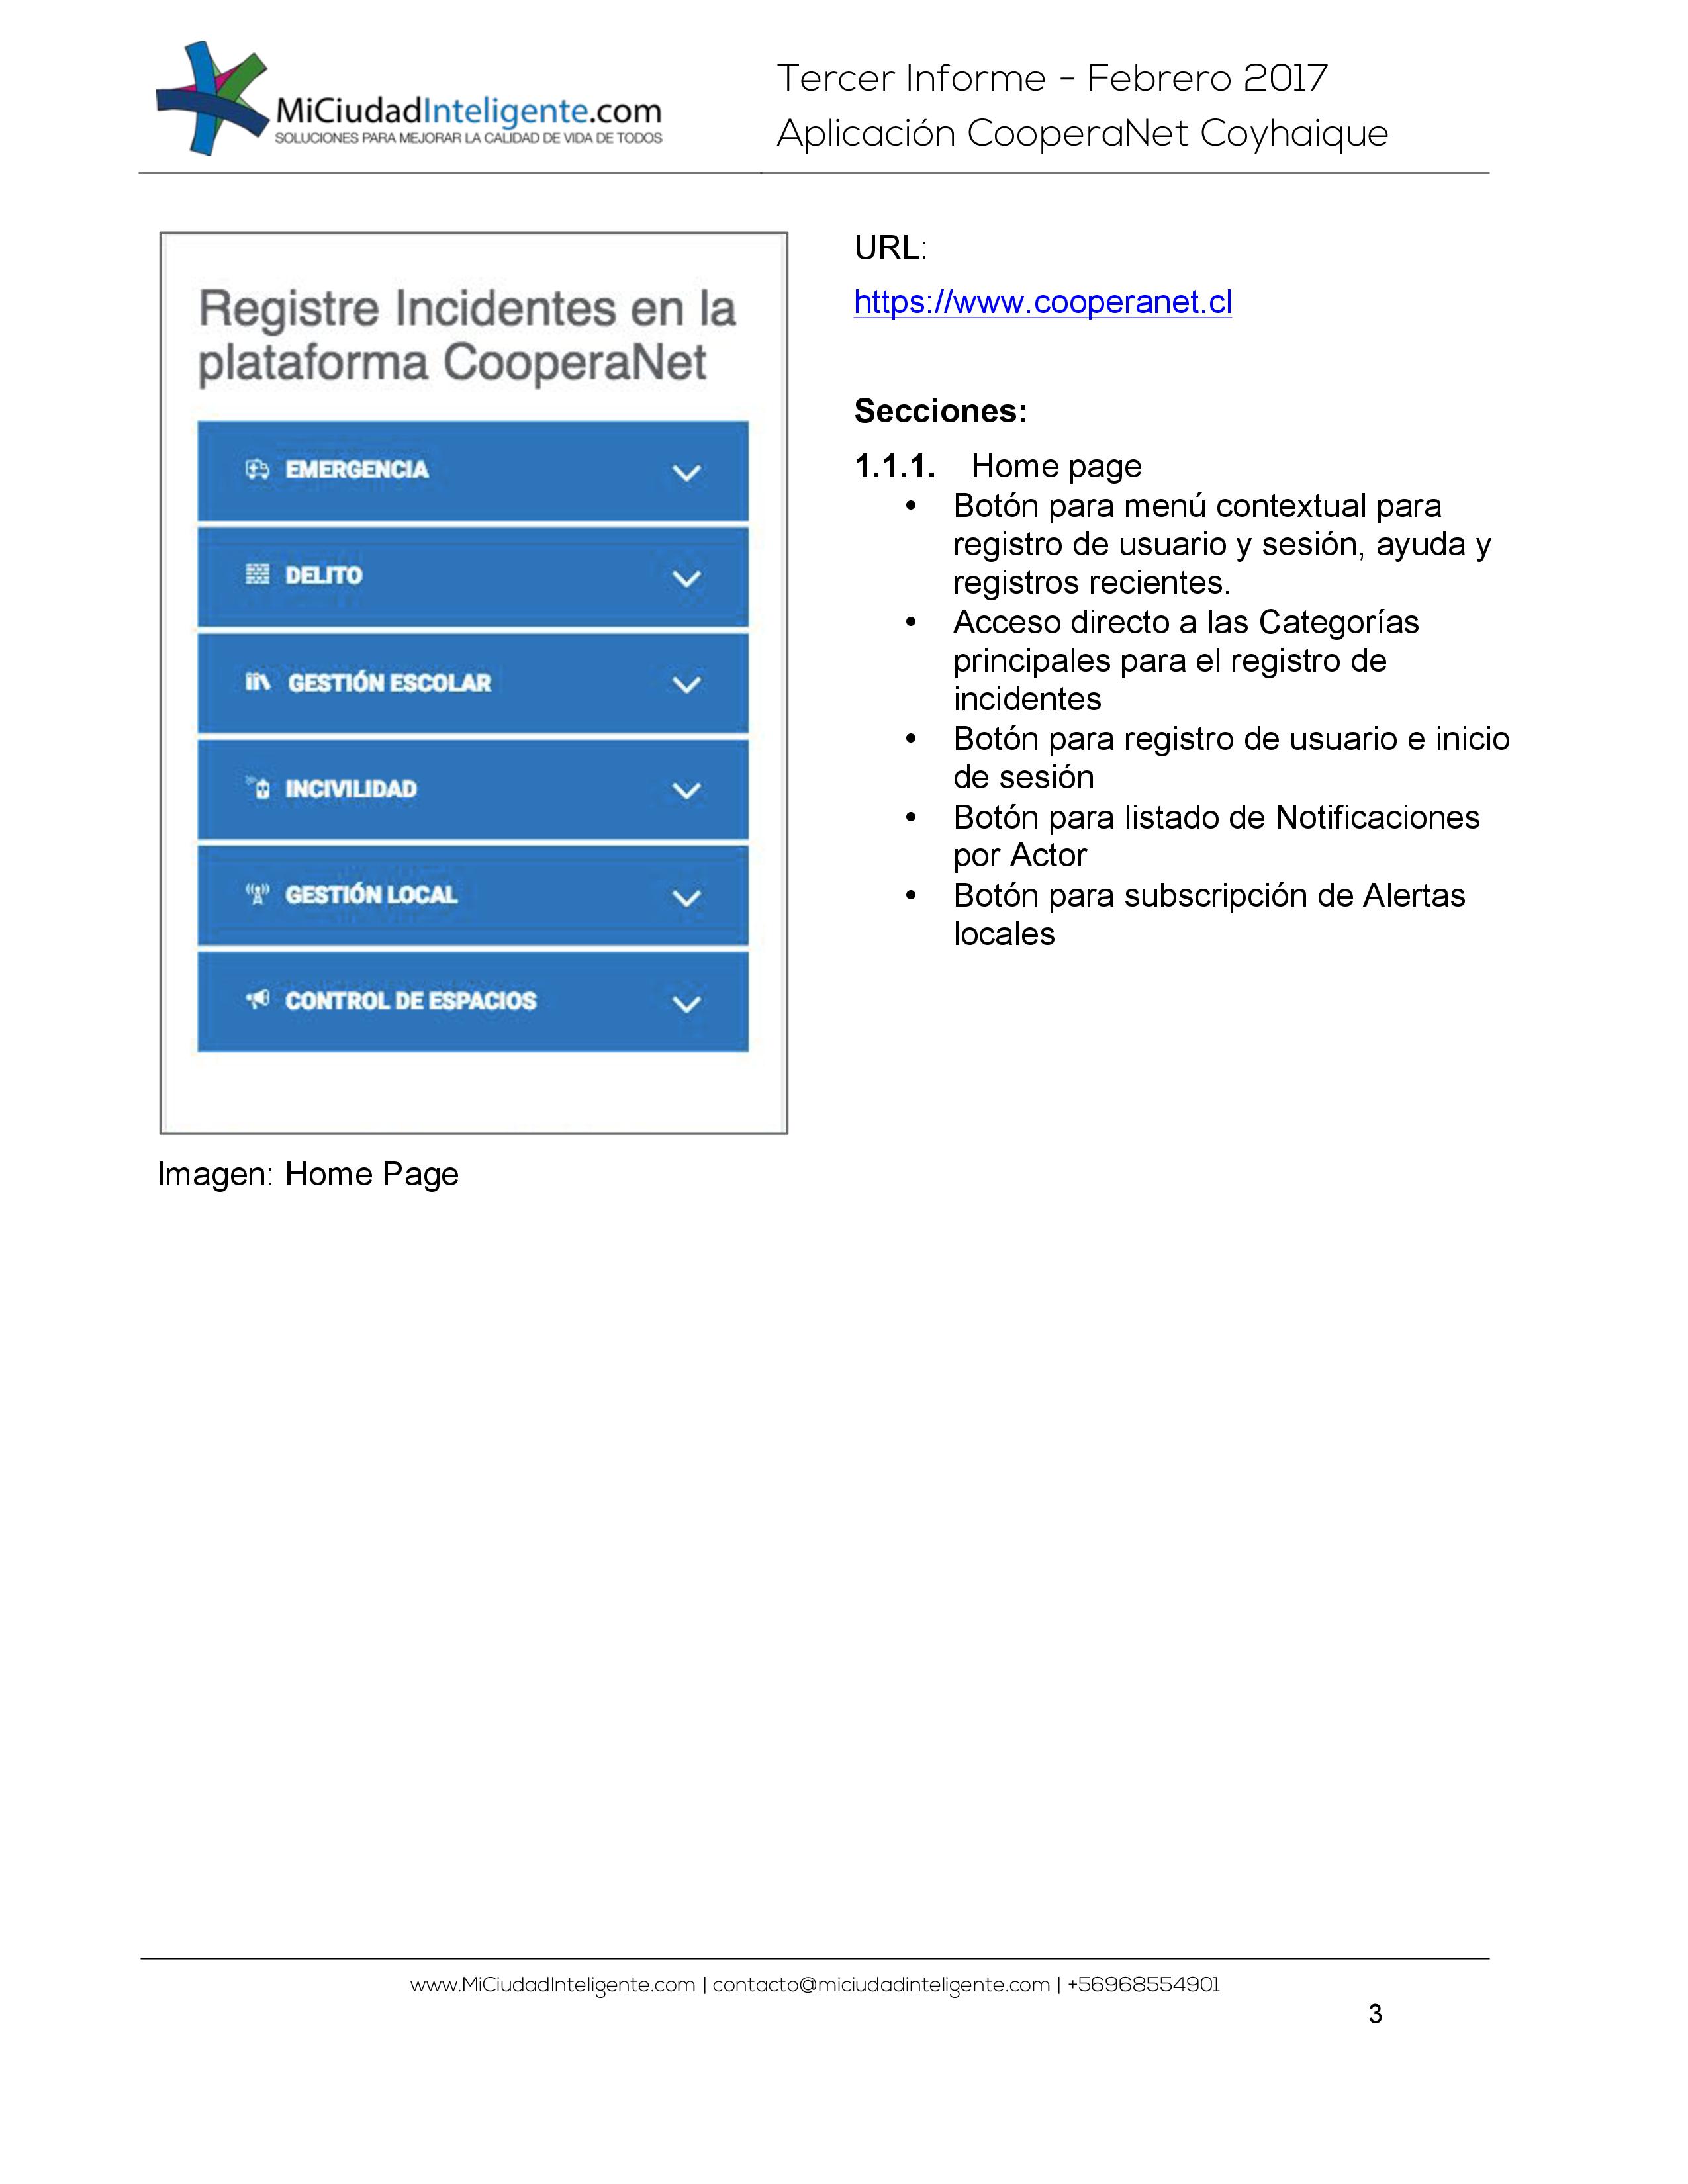 MiCiudadInteligente.com
SOLUCIONES PARA MEJORAR LA CALIDAD DE VIDA DE TODOS
Tercer Informe - Febrero 2017
Aplicación CooperaNet Coyhaique
Registre Incidentes en la
plataforma CooperaNet
EMERGENCIA
DELITO
GESTIÓN ESCOLAR
INCIVILIDAD
GESTIÓN LOCAL
CONTROL DE ESPACIOS
Imagen: Home Page
URL:
https://www.cooperanet.cl
Secciones:
1.1.1. Home page
• Botón para menú contextual para
registro de usuario y sesión, ayuda y
registros recientes.
• Acceso directo a las Categorías
principales para el registro de
incidentes
• Botón para registro de usuario e inicio
de sesión
• Botón para listado de Notificaciones
por Actor
• Botón para subscripción de Alertas
locales
www.MiCiudadInteligente.com | contacto@miciudadinteligente.com | +56968554901
3